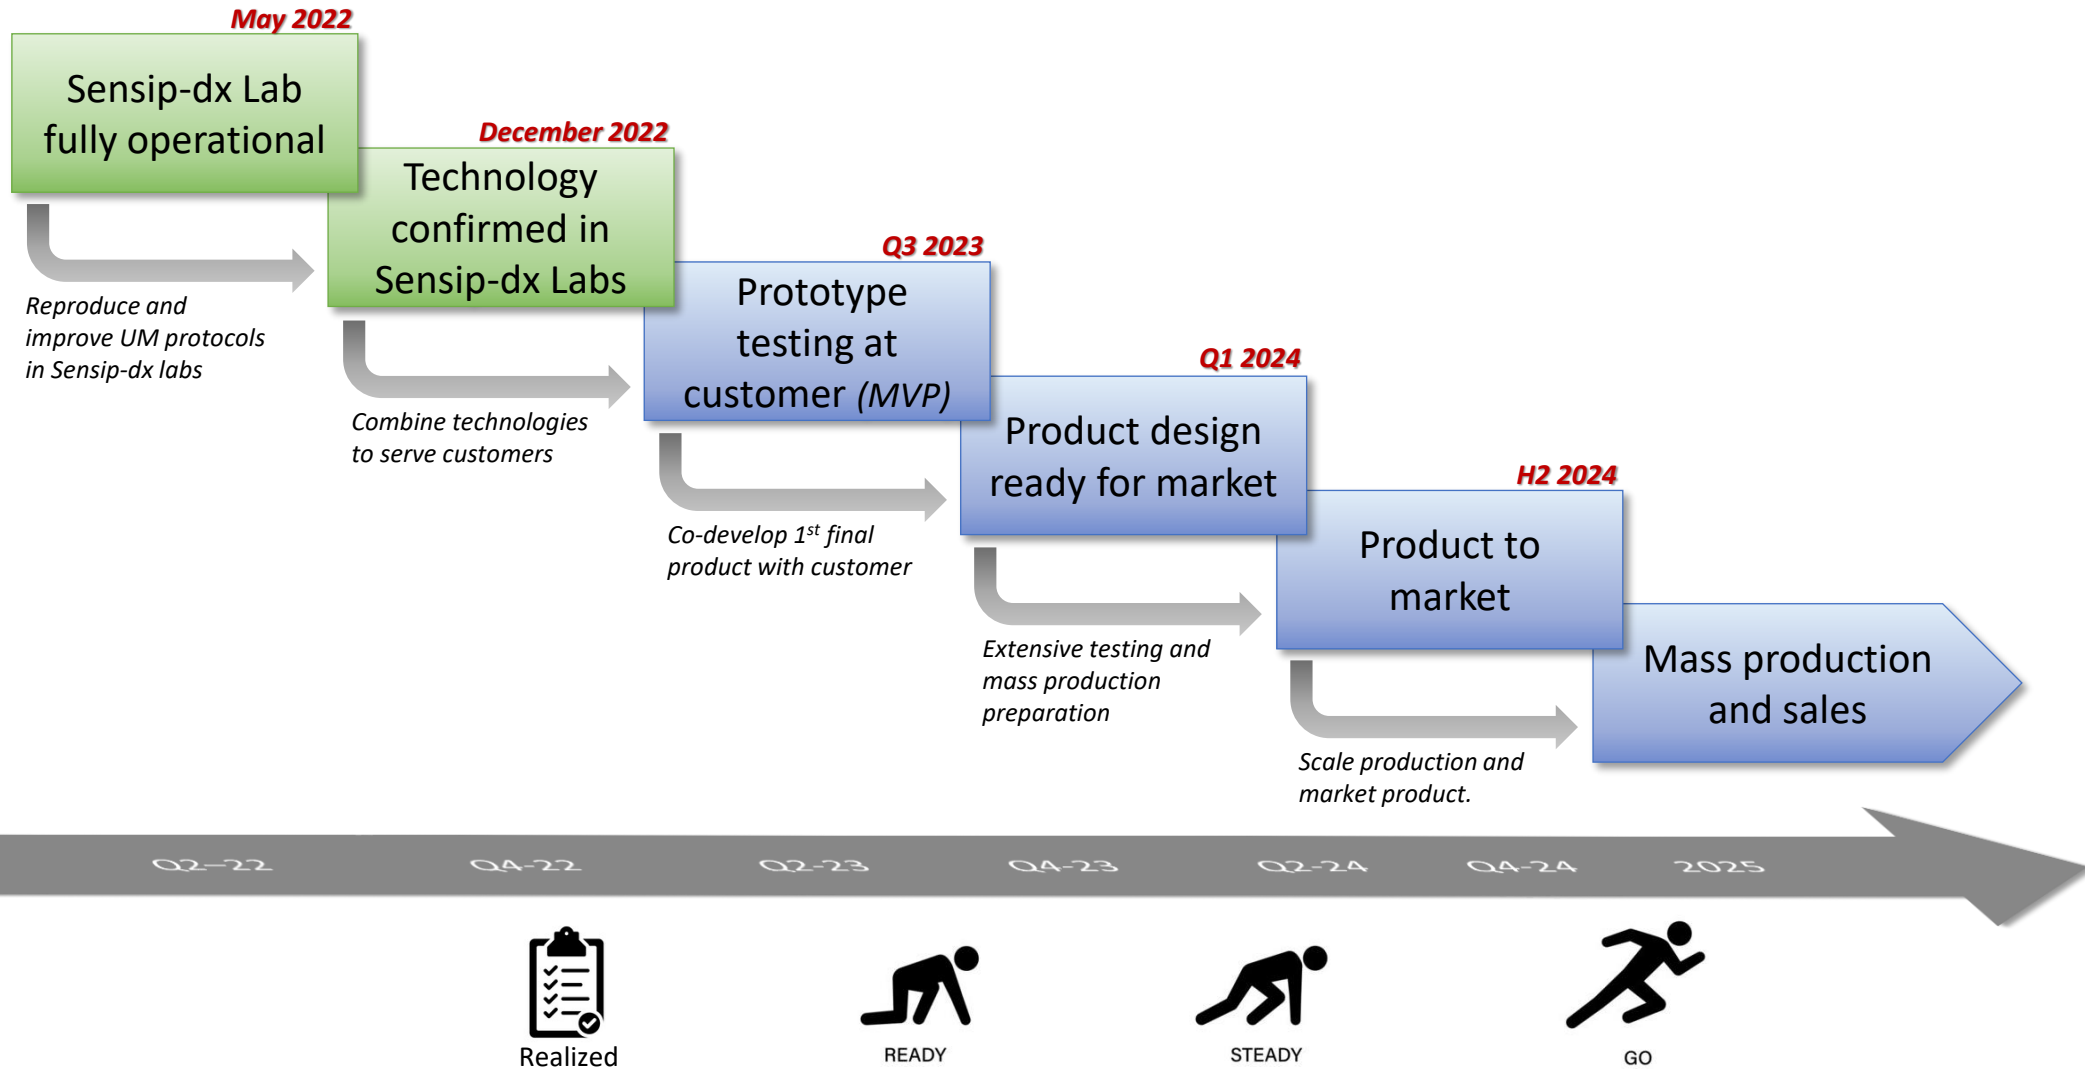 May 2022
Sensip-dx Lab
fully operational
December 2022
Technology
confirmed in
Sensip-dx Labs
Reproduce and
improve UM protocols
in Sensip-dx labs
Q3 2023
Prototype
testing at
customer (MVP)
Combine technologies
to serve customers
Q1 2024
Product design
ready for market
Co-develop 1st final
product with customer
H2 2024
Product to
market
Extensive testing and
mass production
preparation
Mass production
and sales
Scale production and
market product.
Q2–22
Q4-22
Q2-23
Q4-23
Q2-24
Q4-24
2025
Realized
READY
STEADY
GO